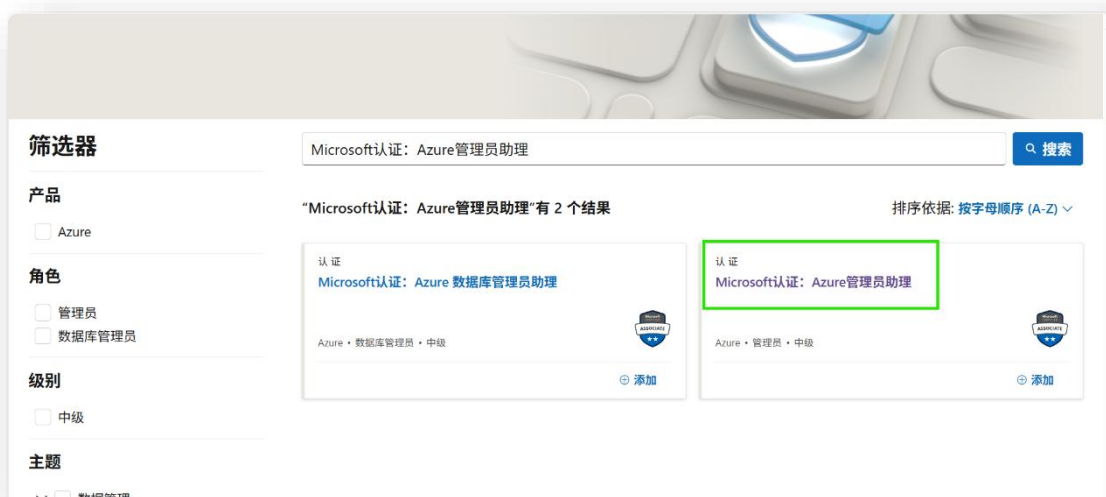 筛选器
产品
Azure
角色
管理员
数据库管理员
级别
中级
主题
Microsoft认证：Azure管理员助理
搜索
“Microsoft认证：Azure管理员助理”有 2 个结果
排序依据: 按字母顺序 (A-Z)
认证
Microsoft认证：Azure 数据库管理员助理
ASSOCIATE
Azure • 数据库管理员 • 中级
添加
认证
Microsoft认证：Azure管理员助理
ASSOCIATE
Azure • 管理员 • 中级
添加